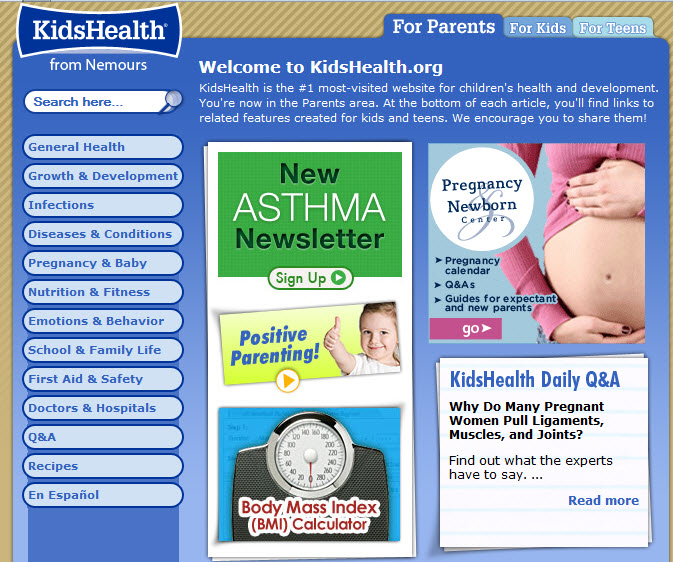 KidsHealth®
from Nemours
For Parents
For Kids
For Teens
Search here...
Welcome to KidsHealth.org
KidsHealth is the #1 most-visited website for children's health and development.
You're now in the Parents area. At the bottom of each article, you'll find links to
related features created for kids and teens. We encourage you to share them!
General Health
Growth & Development
Infections
Diseases & Conditions
Pregnancy & Baby
Nutrition & Fitness
Emotions & Behavior
School & Family Life
First Aid & Safety
Doctors & Hospitals
Q&A
Recipes
En Español
New
ASTHMA
Newsletter
Sign Up
Positive
Parenting!
Body Mass Index
(BMI) Calculator
Pregnancy
&
Newborn
Center
Pregnancy
calendar
Q&As
Guides for expectant
and new parents
go
KidsHealth Daily Q&A
Why Do Many Pregnant
Women Pull Ligaments,
Muscles, and Joints?
Find out what the experts
have to say. ...
Read more